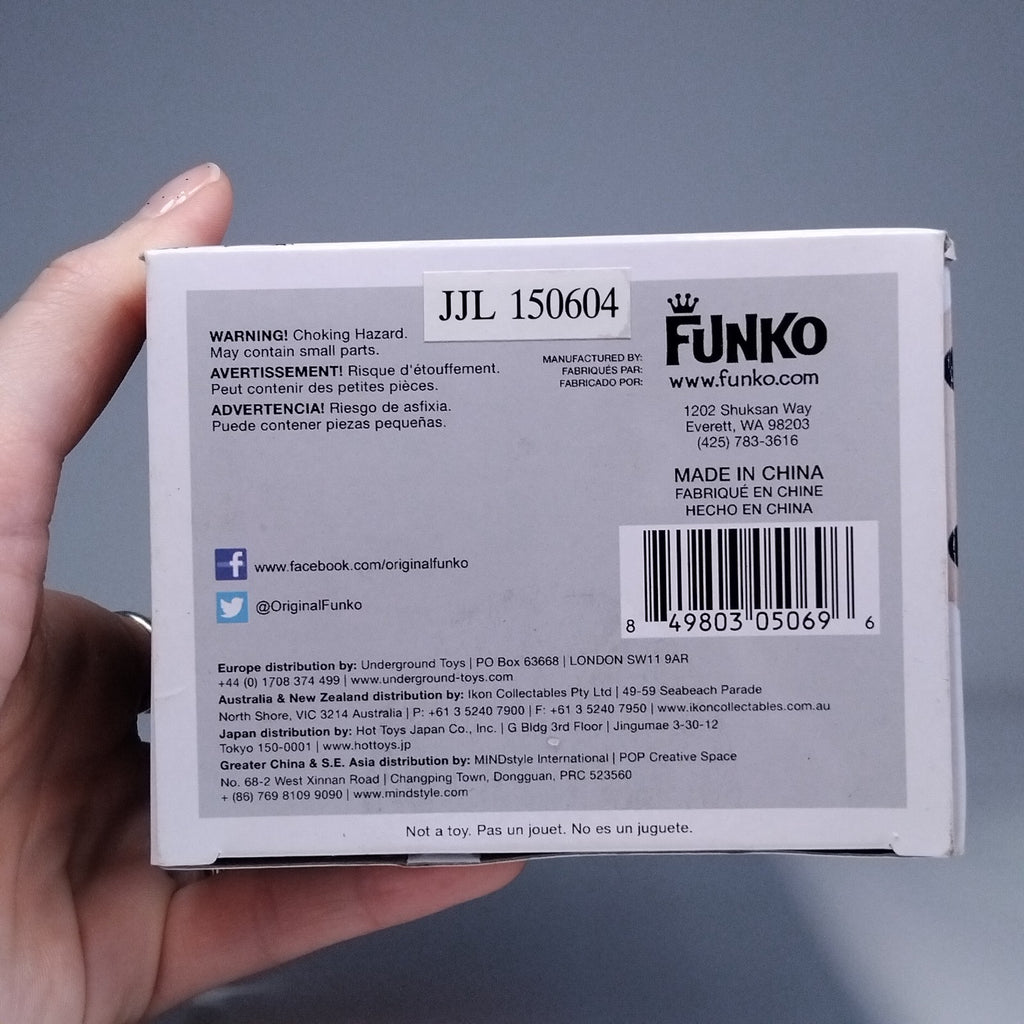 JJL 150604
WARNING! Choking Hazard.
May contain small parts.
AVERTISSEMENT! Risque d'étouffement.
Peut contenir des petites pièces.
ADVERTENCIA! Riesgo de asfixia.
Puede contener piezas pequeñas.
MANUFACTURED BY:
FABRIQUÉS PAR:
FABRICADO POR:
FUNKO
www.funko.com
1202 Shuksan Way
Everett, WA 98203
(425) 783-3616
MADE IN CHINA
FABRIQUÉ EN CHINE
HECHO EN CHINA
www.facebook.com/originalfunko
@OriginalFunko
8 49803 05069 6
Europe distribution by: Underground Toys | PO Box 63668 | LONDON SW11 9AR
+44 (0) 1708 374 499 | www.underground-toys.com
Australia & New Zealand distribution by: Ikon Collectables Pty Ltd | 49-59 Seabeach Parade
North Shore, VIC 3214 Australia | P: +61 3 5240 7900 | F: +61 3 5240 7950 | www.ikoncollectables.com.au
Japan distribution by: Hot Toys Japan Co., Inc. | G Bldg 3rd Floor | Jingumae 3-30-12
Tokyo 150-0001 | www.hottoys.jp
Greater China & S.E. Asia distribution by: MINDstyle International | POP Creative Space
No. 68-2 West Xinnan Road | Changping Town, Dongguan, PRC 523560
+ (86) 769 8109 9090 | www.mindstyle.com
Not a toy. Pas un jouet. No es un juguete.